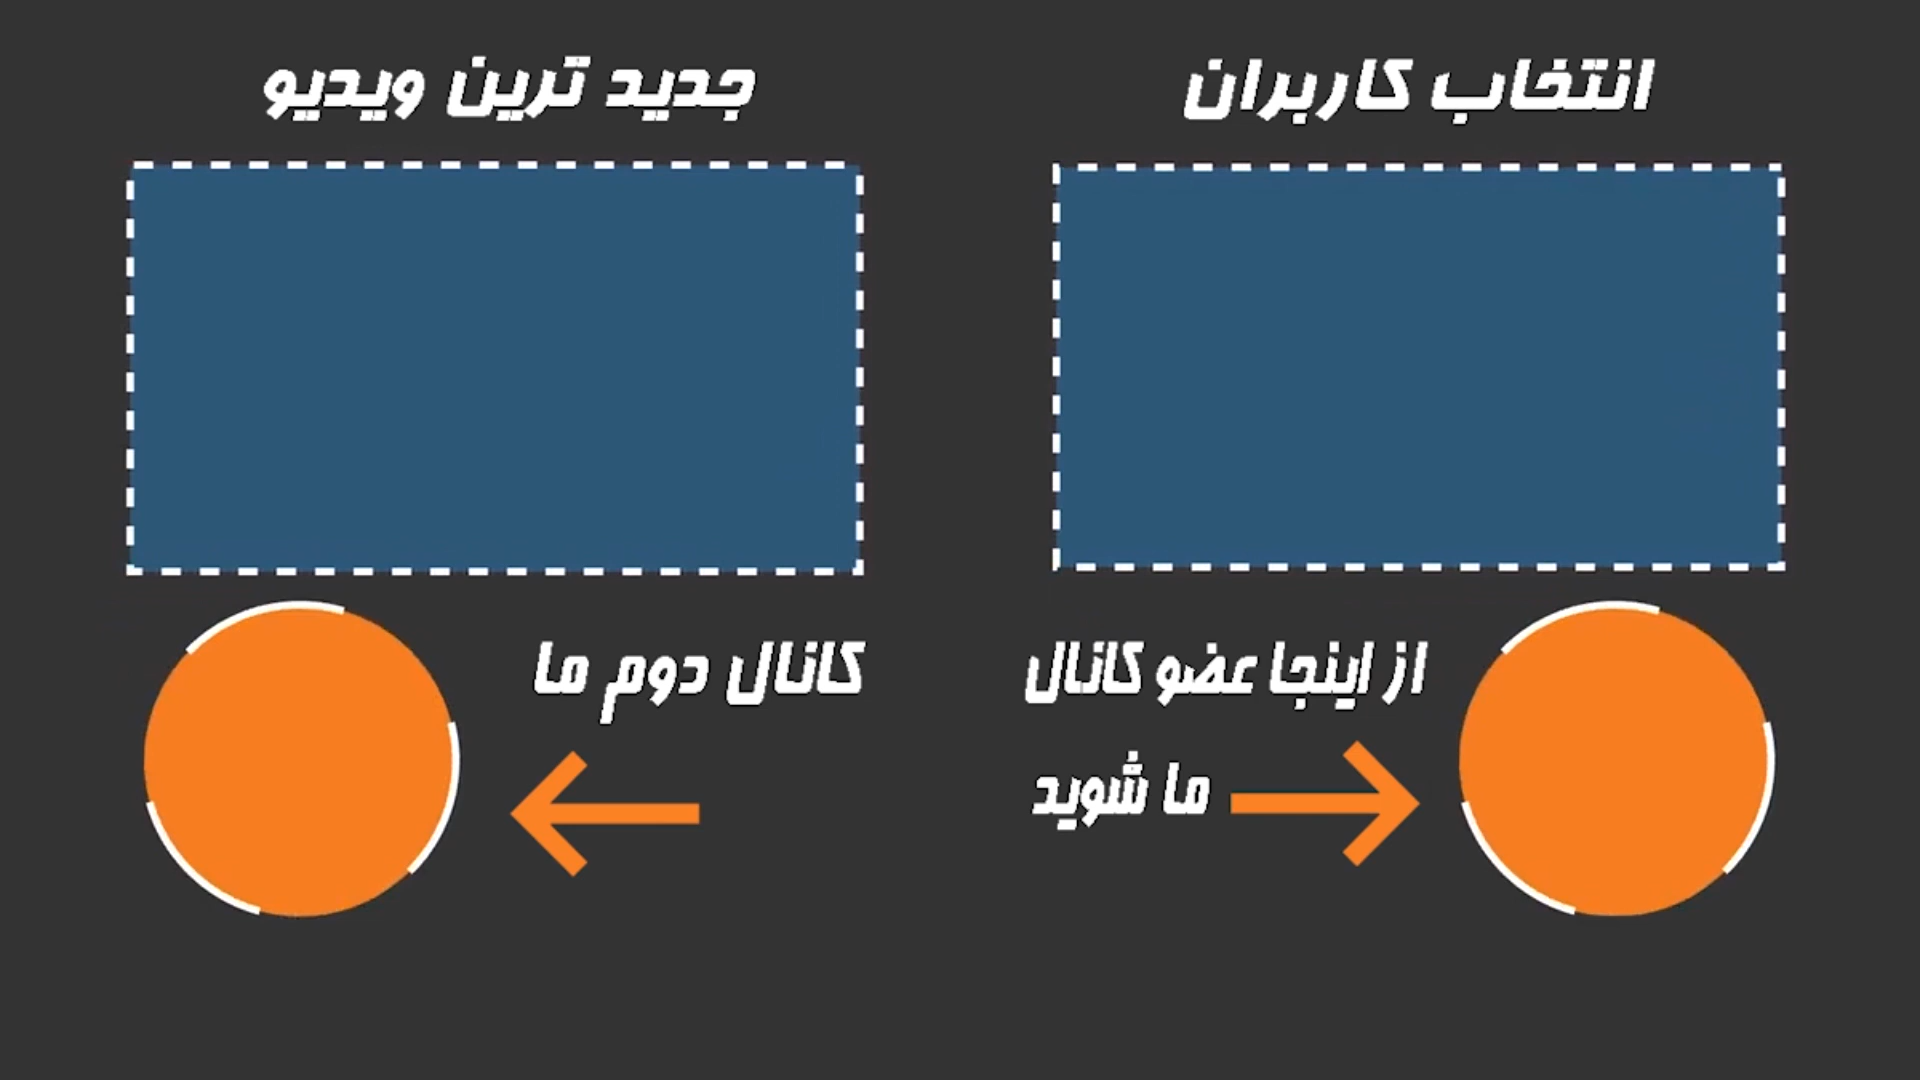 انتخاب کاربران
جدید ترین ویدیو
از اینجا عضو کانال
ما شوید
کانال دوم ما